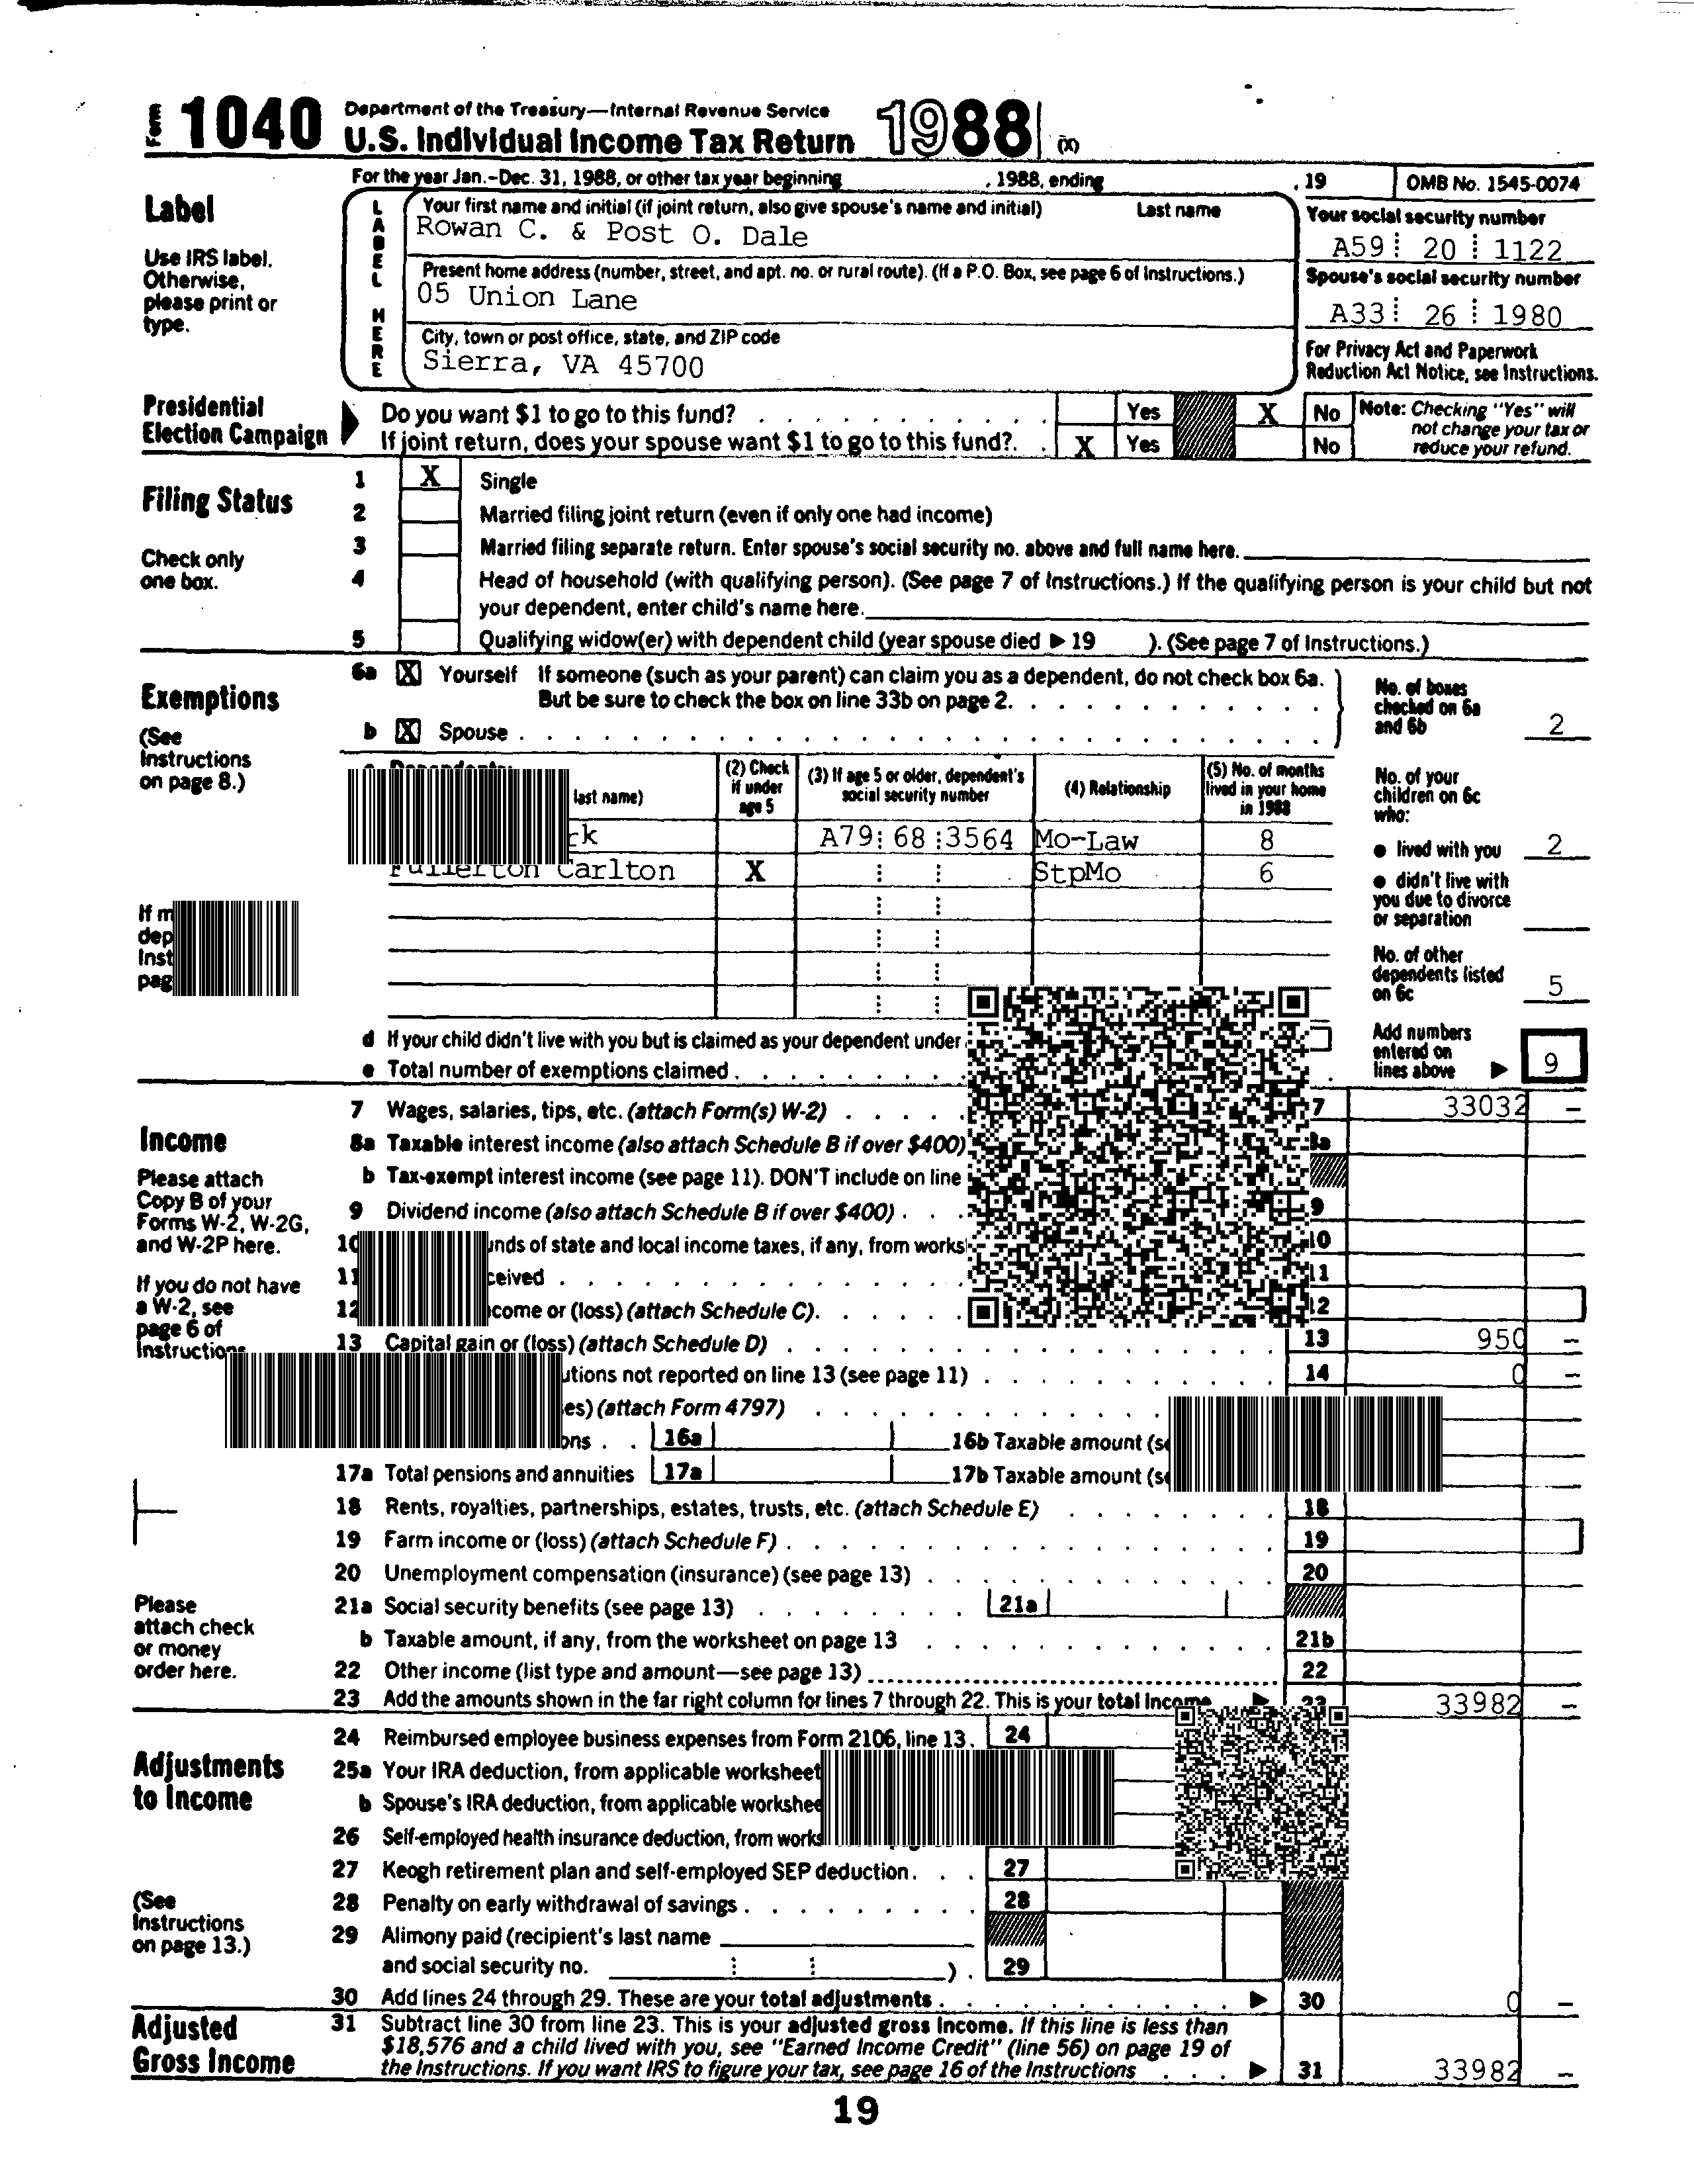 Form 1040 Department of the Treasury—Internal Revenue Service
U.S. Individual Income Tax Return 1988 (X)
For the year Jan.-Dec. 31, 1988, or other tax year beginning , 1988, ending , 19 OMB No. 1545-0074
Label
Use IRS label.
Otherwise,
please print or
type.
LABEL HERE
Your first name and initial (if joint return, also give spouse's name and initial) Last name
Rowan C. & Post O. Dale
Present home address (number, street, and apt. no. or rural route). (If a P.O. Box, see page 6 of Instructions.)
05 Union Lane
City, town or post office, state, and ZIP code
Sierra, VA 45700
Your social security number
A59 20 1122
Spouse's social security number
A33 26 1980
For Privacy Act and Paperwork
Reduction Act Notice, see Instructions.
Presidential
Election Campaign
Do you want $1 to go to this fund? Yes X No
If joint return, does your spouse want $1 to go to this fund? X Yes No
Note: Checking "Yes" will
not change your tax or
reduce your refund.
Filing Status
Check only
one box.
1 X Single
2 Married filing joint return (even if only one had income)
3 Married filing separate return. Enter spouse's social security no. above and full name here.
4 Head of household (with qualifying person). (See page 7 of Instructions.) If the qualifying person is your child but not
your dependent, enter child's name here.
5 Qualifying widow(er) with dependent child (year spouse died ▶ 19 ). (See page 7 of Instructions.)
Exemptions
(See
Instructions
on page 8.)
6a X Yourself If someone (such as your parent) can claim you as a dependent, do not check box 6a.
But be sure to check the box on line 33b on page 2.
b X Spouse
No. of boxes
checked on 6a
and 6b 2
last name) (2) Check
if under
age 5
(3) If age 5 or older, dependent's
social security number
(4) Relationship
(5) No. of months
lived in your home
in 1988
rk A79 68 3564 Mo-Law 8
Fullerton Carlton X StpMo 6
No. of your
children on 6c
who:
● lived with you 2
● didn't live with
you due to divorce
or separation
No. of other
dependents listed
on 6c 5
If m
dep
Inst
pag
d If your child didn't live with you but is claimed as your dependent under
e Total number of exemptions claimed
Add numbers
entered on
lines above ▶ 9
Income
Please attach
Copy B of your
Forms W-2, W-2G,
and W-2P here.
If you do not have
a W-2, see
page 6 of
Instructions
7 Wages, salaries, tips, etc. (attach Form(s) W-2) 7 33032 —
8a Taxable interest income (also attach Schedule B if over $400) 8a
b Tax-exempt interest income (see page 11). DON'T include on line
9 Dividend income (also attach Schedule B if over $400) 9
10 unds of state and local income taxes, if any, from works 10
11 ceived 11
12 come or (loss) (attach Schedule C) 12
13 Capital gain or (loss) (attach Schedule D) 13 950 —
utions not reported on line 13 (see page 11) 14 0 —
es) (attach Form 4797)
ons 16a 16b Taxable amount (se
17a Total pensions and annuities 17a 17b Taxable amount (se
18 Rents, royalties, partnerships, estates, trusts, etc. (attach Schedule E) 18
19 Farm income or (loss) (attach Schedule F) 19
20 Unemployment compensation (insurance) (see page 13) 20
21a Social security benefits (see page 13) 21a
b Taxable amount, if any, from the worksheet on page 13 21b
22 Other income (list type and amount—see page 13) 22
23 Add the amounts shown in the far right column for lines 7 through 22. This is your total income ▶ 23 33982 —
Please
attach check
or money
order here.
Adjustments
to Income
(See
Instructions
on page 13.)
24 Reimbursed employee business expenses from Form 2106, line 13. 24
25a Your IRA deduction, from applicable worksheet
b Spouse's IRA deduction, from applicable workshee
26 Self-employed health insurance deduction, from works
27 Keogh retirement plan and self-employed SEP deduction 27
28 Penalty on early withdrawal of savings 28
29 Alimony paid (recipient's last name
and social security no. ). 29
30 Add lines 24 through 29. These are your total adjustments ▶ 30 0 —
Adjusted
Gross Income
31 Subtract line 30 from line 23. This is your adjusted gross income. If this line is less than
$18,576 and a child lived with you, see "Earned Income Credit" (line 56) on page 19 of
the Instructions. If you want IRS to figure your tax, see page 16 of the Instructions ▶ 31 33982 —
19